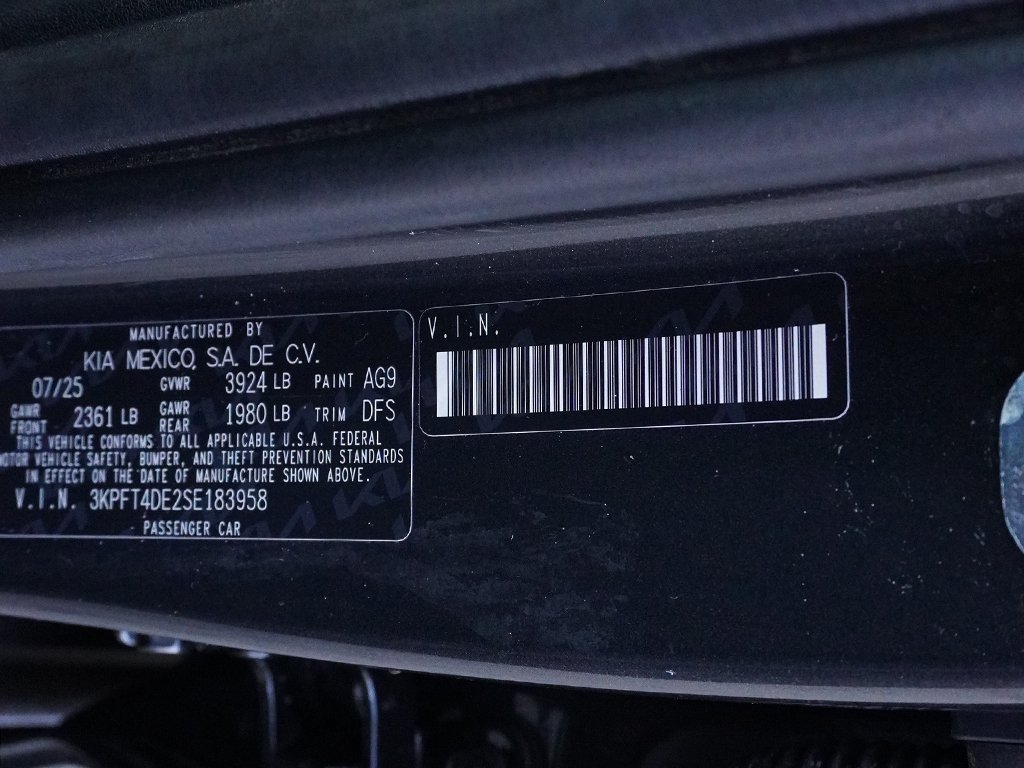 MANUFACTURED BY
KIA MEXICO, S.A. DE C.V.
07/25 GVWR 3924 LB PAINT AG9
GAWR FRONT 2361 LB GAWR REAR 1980 LB TRIM DFS
THIS VEHICLE CONFORMS TO ALL APPLICABLE U.S.A. FEDERAL
MOTOR VEHICLE SAFETY, BUMPER, AND THEFT PREVENTION STANDARDS
IN EFFECT ON THE DATE OF MANUFACTURE SHOWN ABOVE.
V.I.N. 3KPFT4DE2SE183958
PASSENGER CAR
V.I.N.